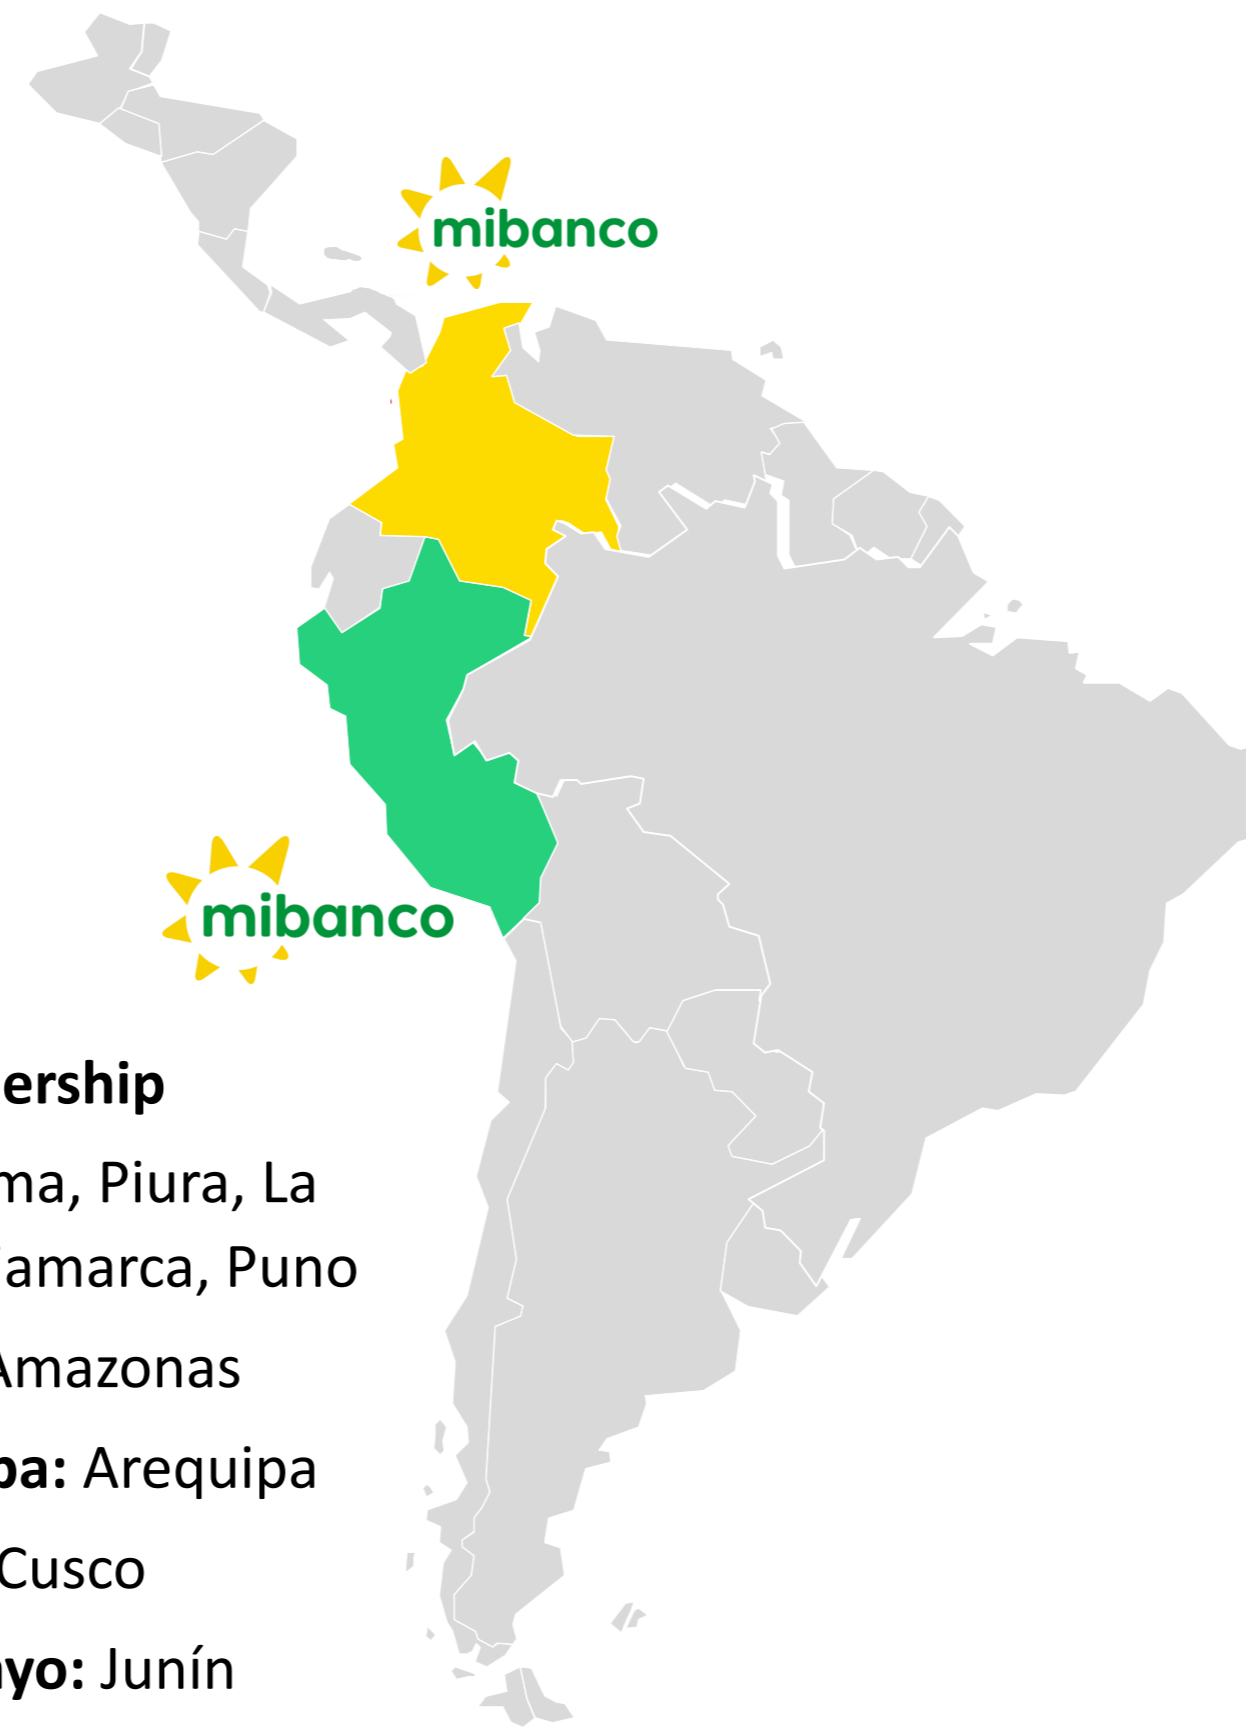 mibanco
mibanco
ership
ma, Piura, La
amarca, Puno
Amazonas
pa: Arequipa
Cusco
yo: Junín